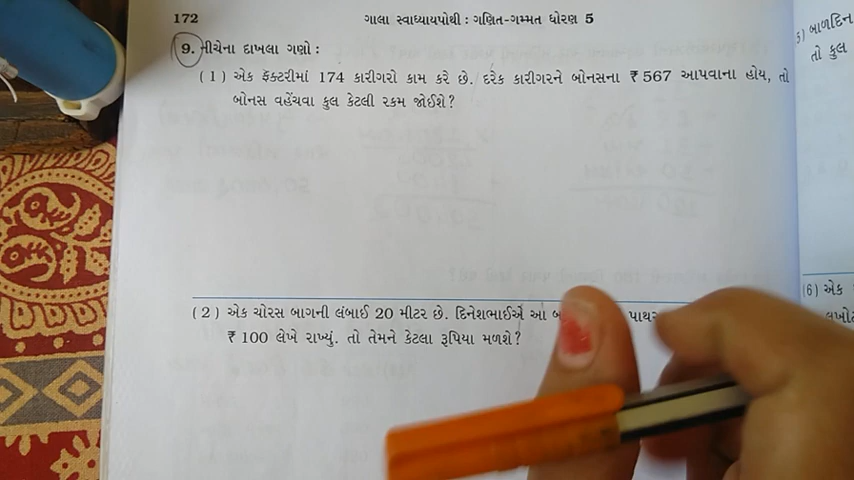 172
ગાલા સ્વાધ્યાયપોથી : ગણિત-ગમ્મત ધોરણ 5
9. નીચેના દાખલા ગણો :
(1) એક ફૅક્ટરીમાં 174 કારીગરો કામ કરે છે. દરેક કારીગરને બોનસના ₹ 567 આપવાના હોય, તો
બોનસ વહેંચવા કુલ કેટલી રકમ જોઈશે ?
(2) એક ચોરસ બાગની લંબાઈ 20 મીટર છે. દિનેશભાઈએ આ
₹ 100 લેખે રાખ્યું. તો તેમને કેટલા રૂપિયા મળશે ?
5) બાળદિન
તો કુલ
(6) એક